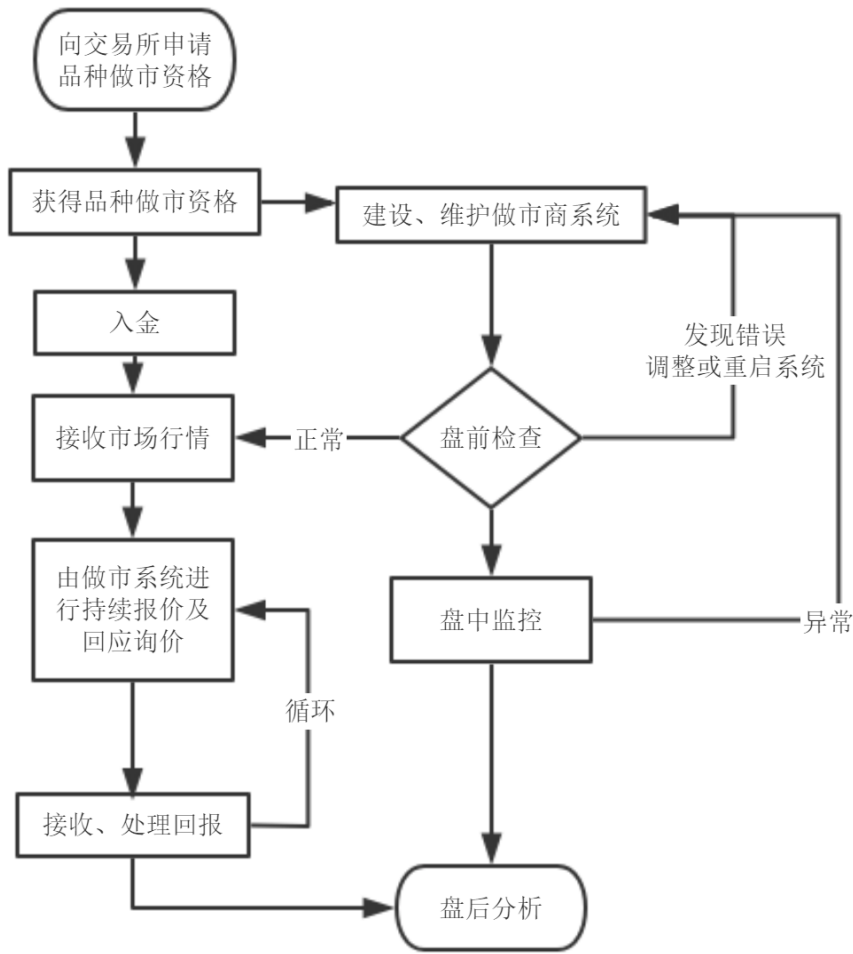 向交易所申请
品种做市资格
获得品种做市资格
建设、维护做市商系统
入金
发现错误
调整或重启系统
接收市场行情
正常
盘前检查
由做市系统进
行持续报价及
回应询价
盘中监控
异常
循环
接收、处理回报
盘后分析